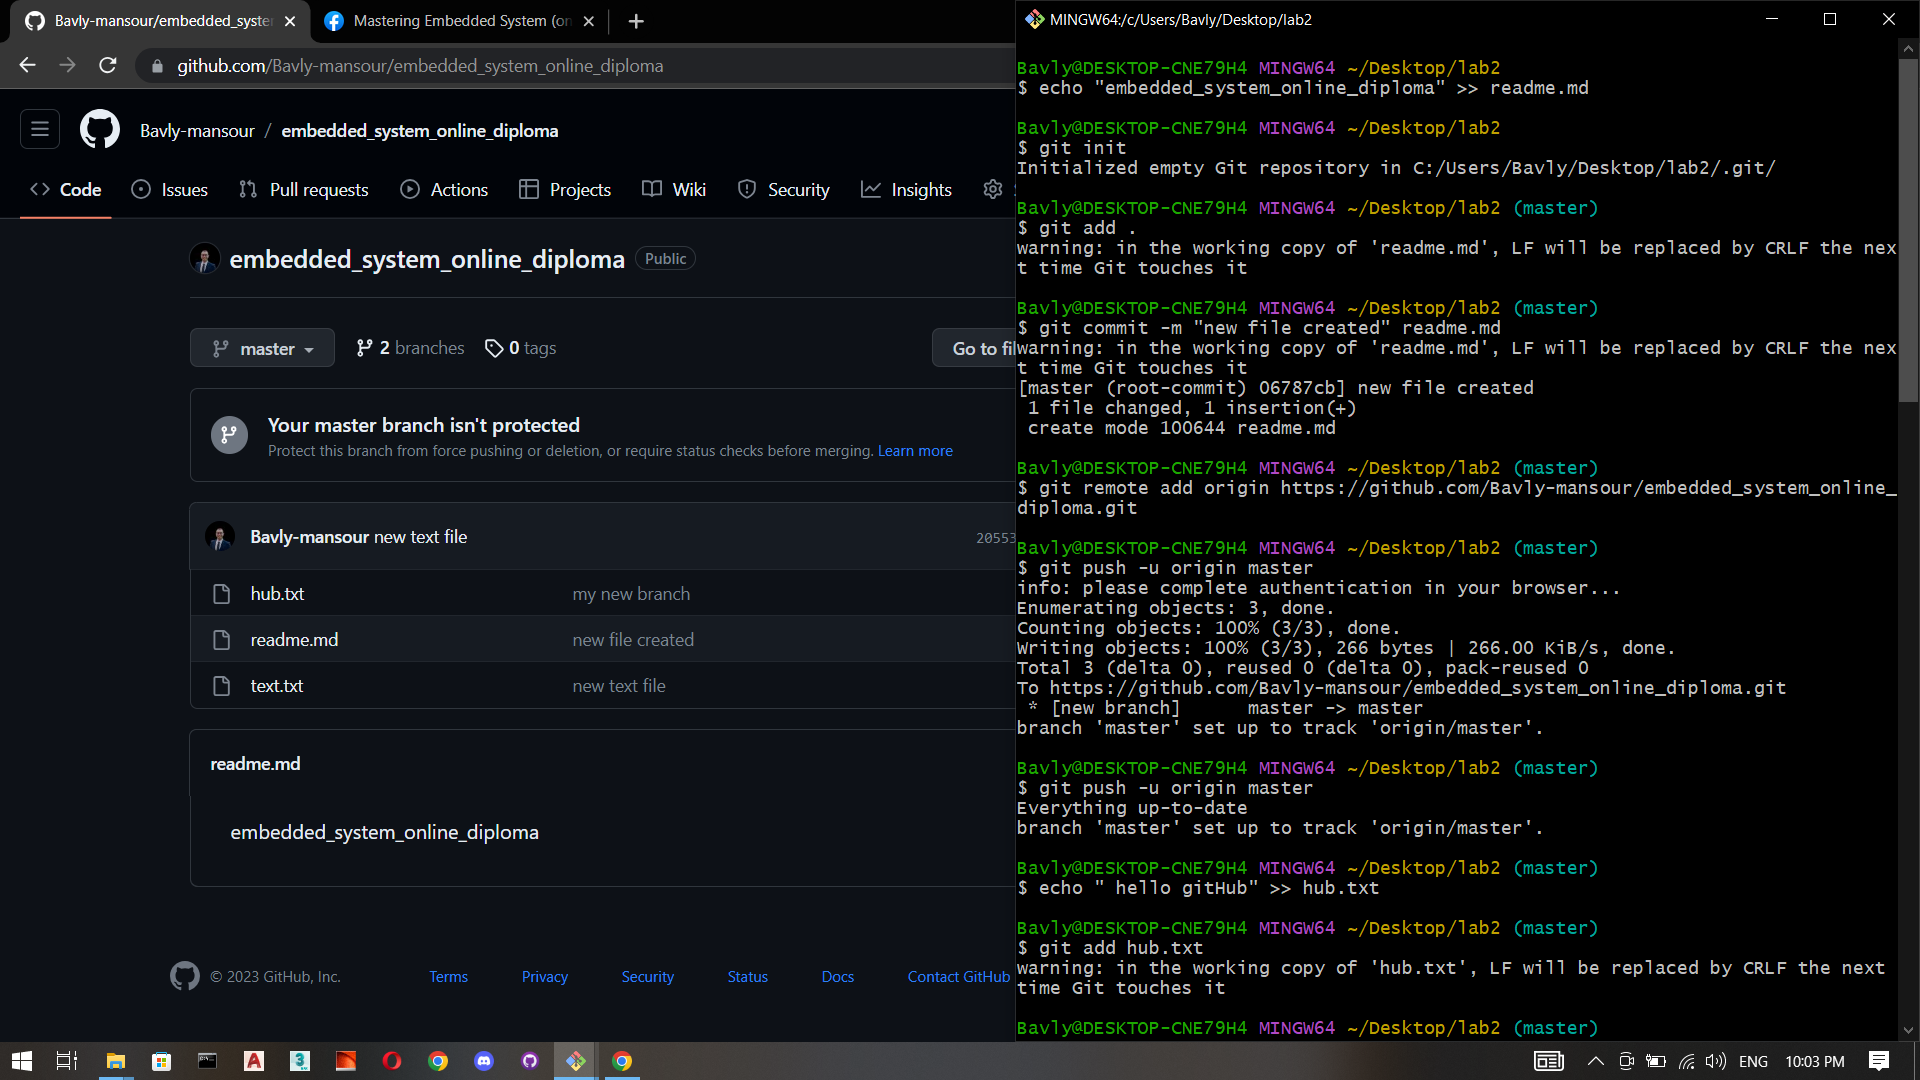 Bavly-mansour/embedded_syste
Mastering Embedded System (on
github.com/Bavly-mansour/embedded_system_online_diploma
Bavly-mansour / embedded_system_online_diploma
Code Issues Pull requests Actions Projects Wiki Security Insights
embedded_system_online_diploma Public
master 2 branches 0 tags Go to fil
Your master branch isn't protected
Protect this branch from force pushing or deletion, or require status checks before merging. Learn more
Bavly-mansour new text file 20553
hub.txt my new branch
readme.md new file created
text.txt new text file
readme.md
embedded_system_online_diploma
© 2023 GitHub, Inc. Terms Privacy Security Status Docs Contact GitHub
MINGW64:/c/Users/Bavly/Desktop/lab2
Bavly@DESKTOP-CNE79H4 MINGW64 ~/Desktop/lab2
$ echo "embedded_system_online_diploma" >> readme.md
Bavly@DESKTOP-CNE79H4 MINGW64 ~/Desktop/lab2
$ git init
Initialized empty Git repository in C:/Users/Bavly/Desktop/lab2/.git/
Bavly@DESKTOP-CNE79H4 MINGW64 ~/Desktop/lab2 (master)
$ git add .
warning: in the working copy of 'readme.md', LF will be replaced by CRLF the nex
t time Git touches it
Bavly@DESKTOP-CNE79H4 MINGW64 ~/Desktop/lab2 (master)
$ git commit -m "new file created" readme.md
warning: in the working copy of 'readme.md', LF will be replaced by CRLF the nex
t time Git touches it
[master (root-commit) 06787cb] new file created
1 file changed, 1 insertion(+)
create mode 100644 readme.md
Bavly@DESKTOP-CNE79H4 MINGW64 ~/Desktop/lab2 (master)
$ git remote add origin https://github.com/Bavly-mansour/embedded_system_online_
diploma.git
Bavly@DESKTOP-CNE79H4 MINGW64 ~/Desktop/lab2 (master)
$ git push -u origin master
info: please complete authentication in your browser...
Enumerating objects: 3, done.
Counting objects: 100% (3/3), done.
Writing objects: 100% (3/3), 266 bytes | 266.00 KiB/s, done.
Total 3 (delta 0), reused 0 (delta 0), pack-reused 0
To https://github.com/Bavly-mansour/embedded_system_online_diploma.git
* [new branch] master -> master
branch 'master' set up to track 'origin/master'.
Bavly@DESKTOP-CNE79H4 MINGW64 ~/Desktop/lab2 (master)
$ git push -u origin master
Everything up-to-date
branch 'master' set up to track 'origin/master'.
Bavly@DESKTOP-CNE79H4 MINGW64 ~/Desktop/lab2 (master)
$ echo " hello gitHub" >> hub.txt
Bavly@DESKTOP-CNE79H4 MINGW64 ~/Desktop/lab2 (master)
$ git add hub.txt
warning: in the working copy of 'hub.txt', LF will be replaced by CRLF the next
time Git touches it
Bavly@DESKTOP-CNE79H4 MINGW64 ~/Desktop/lab2 (master)
ENG 10:03 PM